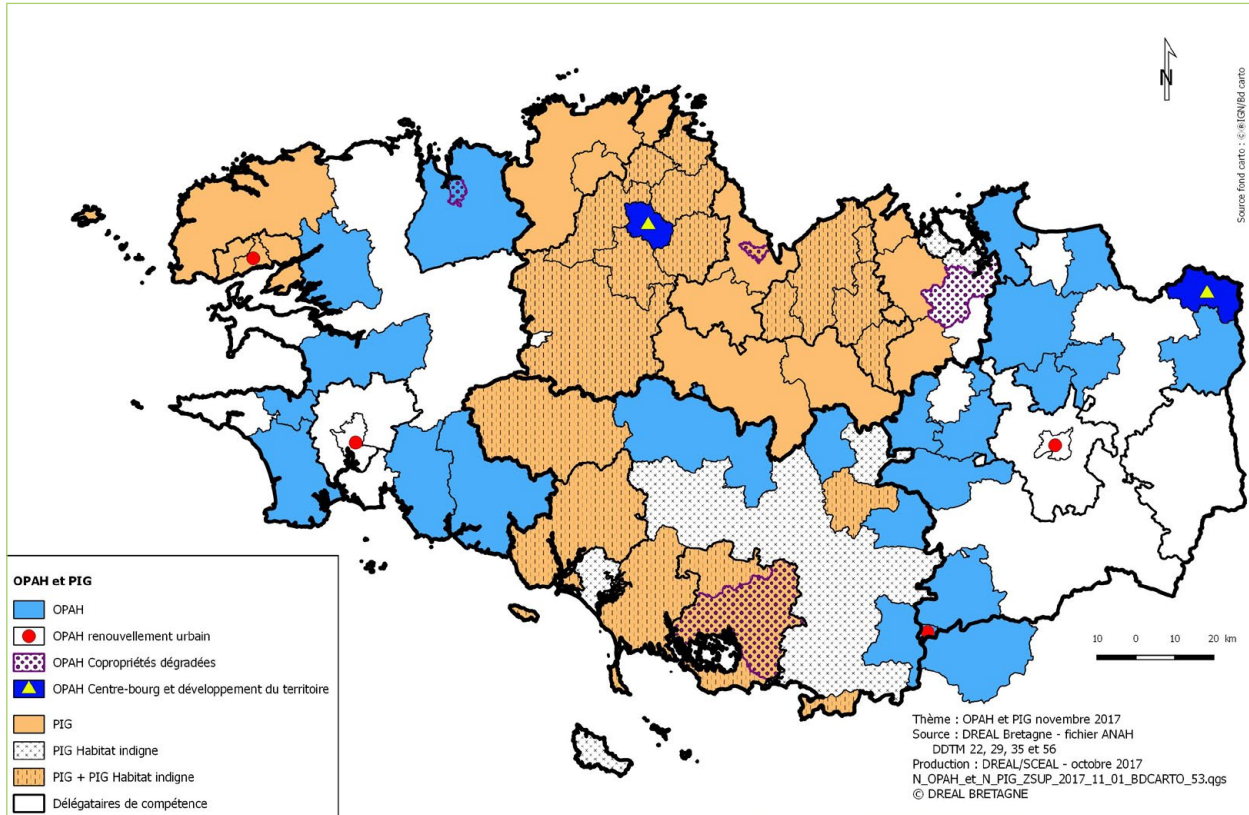 N
Source fond carto : ©®IGN/Bd carto
OPAH et PIG
OPAH
OPAH renouvellement urbain
OPAH Copropriétés dégradées
OPAH Centre-bourg et développement du territoire
PIG
PIG Habitat indigne
PIG + PIG Habitat indigne
Délégataires de compétence
10 0 10 20 km
Thème : OPAH et PIG novembre 2017
Source : DREAL Bretagne - fichier ANAH
DDTM 22, 29, 35 et 56
Production : DREAL/SCEAL - octobre 2017
N_OPAH_et_N_PIG_ZSUP_2017_11_01_BDCARTO_53.qgs
© DREAL BRETAGNE